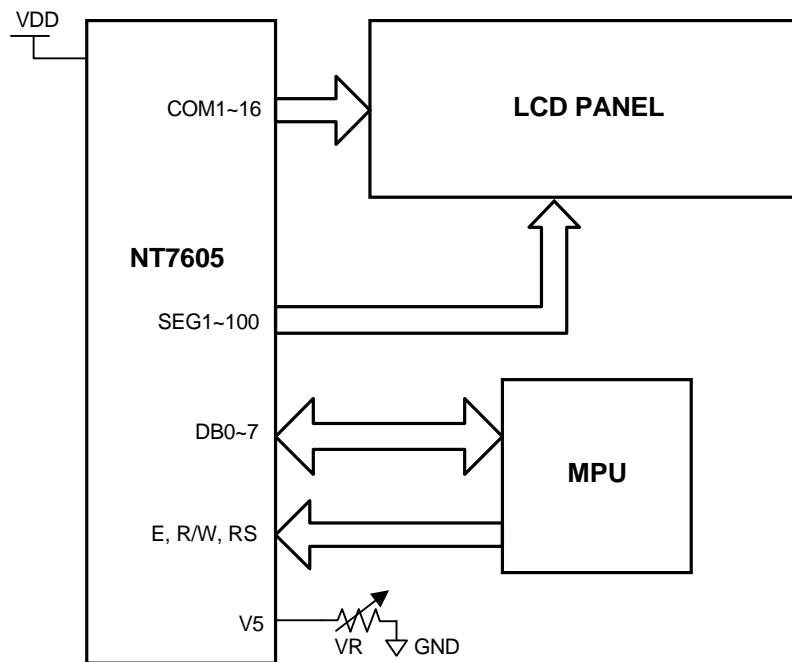 VDD
COM1~16
LCD PANEL
NT7605
SEG1~100
DB0~7
MPU
E, R/W, RS
V5
VR
GND